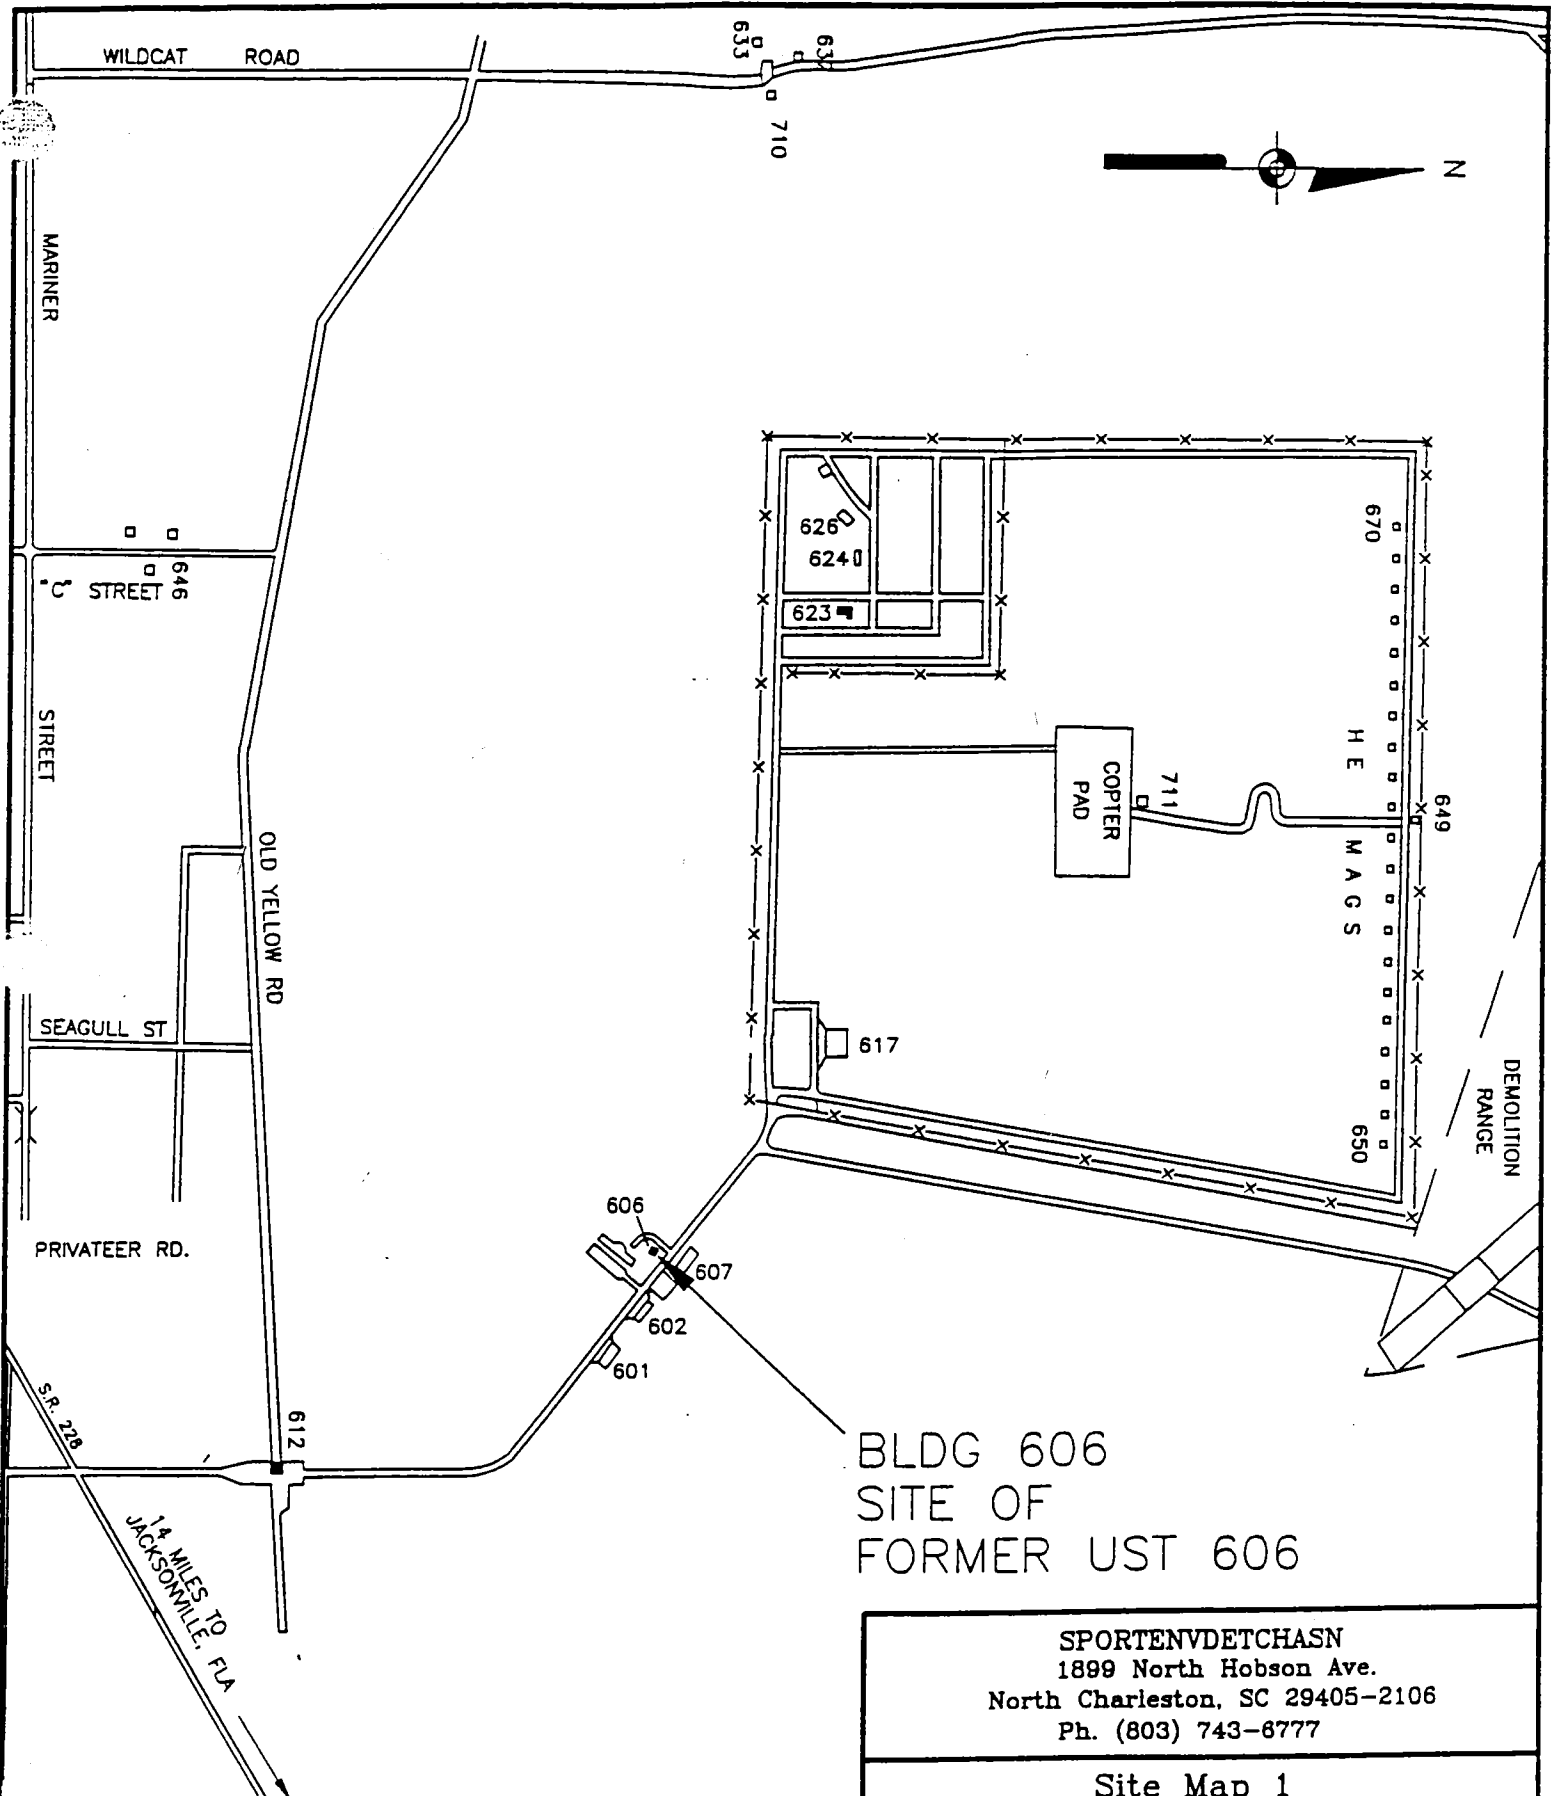 WILDCAT ROAD
633
632
710
N
MARINER
STREET
646
"C" STREET
OLD YELLOW RD
SEAGULL ST
PRIVATEER RD.
S.R. 228
14 MILES TO
JACKSONVILLE, FLA
612
626
624
623
670
H E M A G S
649
711
COPTER
PAD
617
650
DEMOLITION
RANGE
606
607
602
601
BLDG 606
SITE OF
FORMER UST 606
SPORTENVDETCHASN
1899 North Hobson Ave.
North Charleston, SC 29405-2106
Ph. (803) 743-6777
Site Map 1